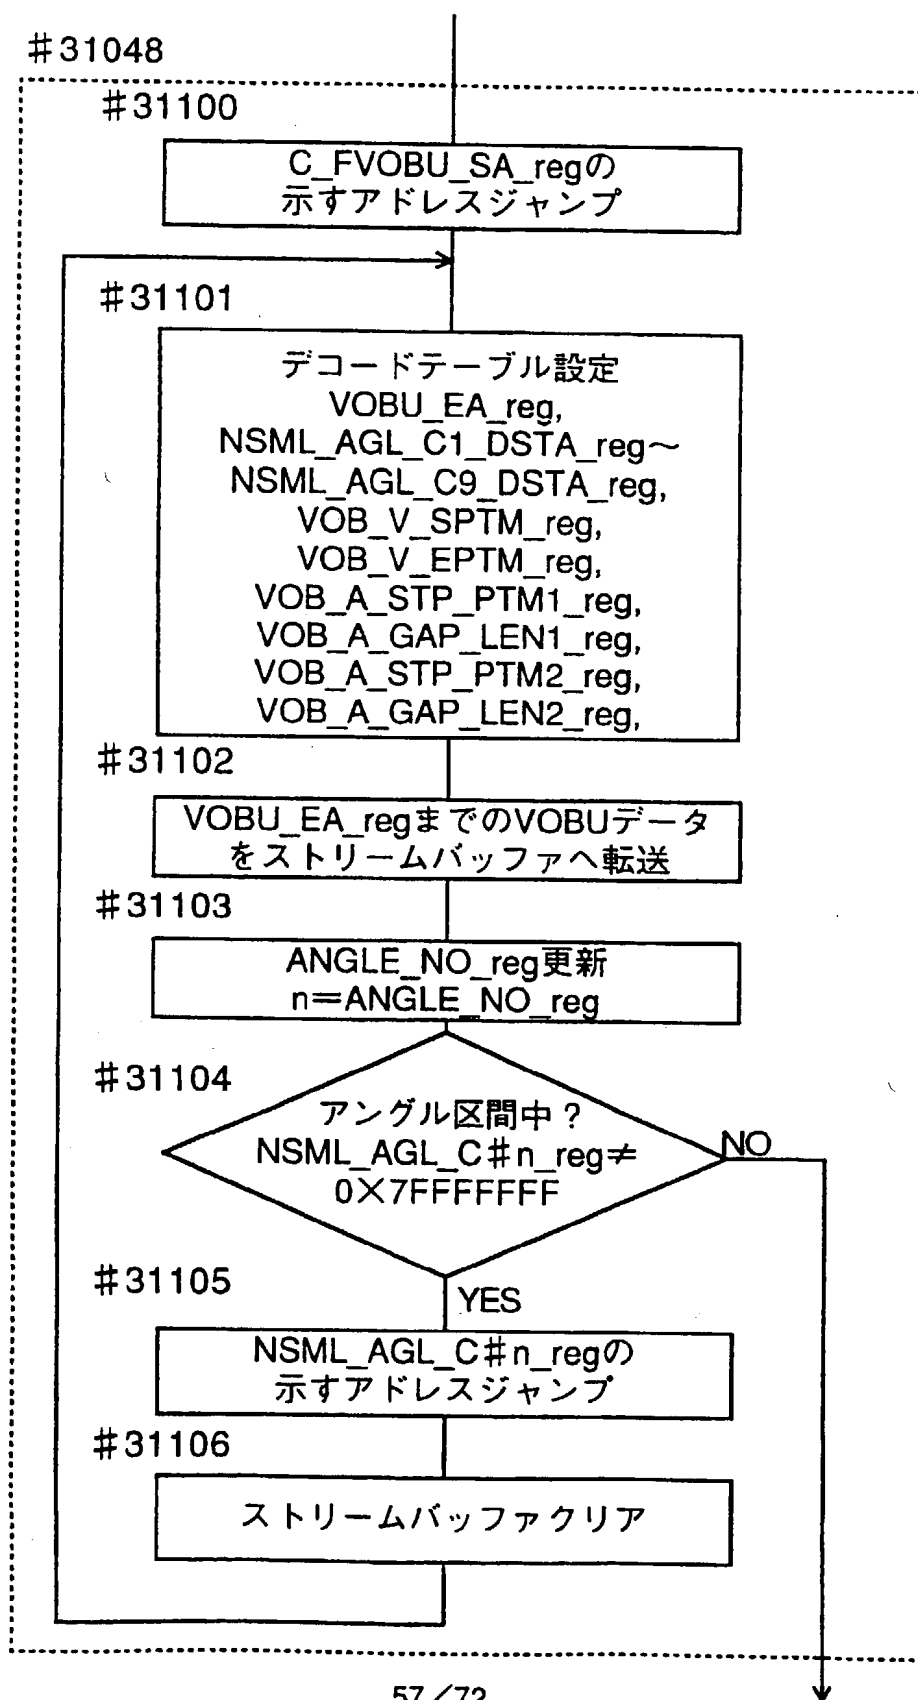 #31048
#31100
C_FVOBU_SA_regの
示すアドレスジャンプ
#31101
デコードテーブル設定
VOBU_EA_reg,
NSML_AGL_C1_DSTA_reg～
NSML_AGL_C9_DSTA_reg,
VOB_V_SPTM_reg,
VOB_V_EPTM_reg,
VOB_A_STP_PTM1_reg,
VOB_A_GAP_LEN1_reg,
VOB_A_STP_PTM2_reg,
VOB_A_GAP_LEN2_reg,
#31102
VOBU_EA_regまでのVOBUデータ
をストリームバッファへ転送
#31103
ANGLE_NO_reg更新
n＝ANGLE_NO_reg
#31104
アングル区間中？
NSML_AGL_C#n_reg≠
0×7FFFFFFF
NO
#31105
YES
NSML_AGL_C#n_regの
示すアドレスジャンプ
#31106
ストリームバッファクリア
57/72